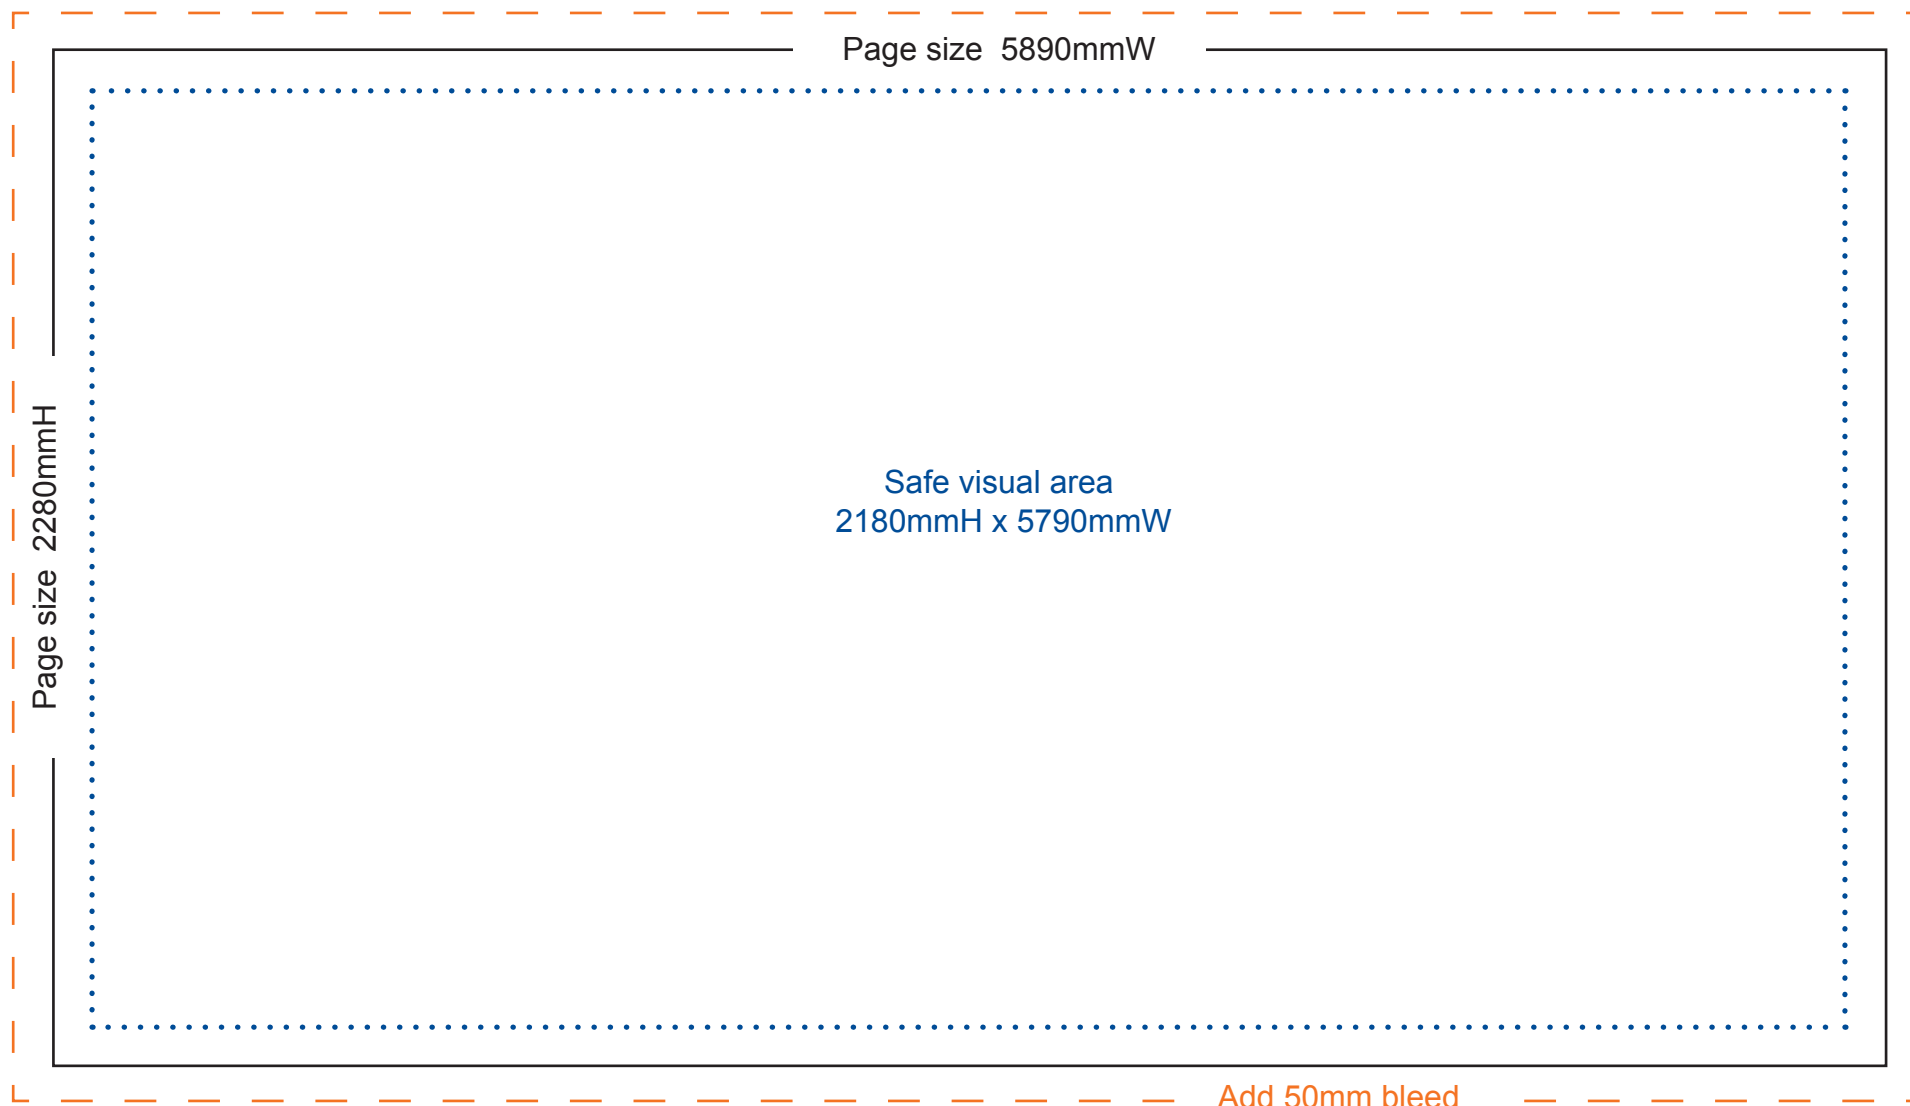 Page size  5890mmW
Page size  2280mmH
Safe visual area
2180mmH x 5790mmW
Add 50mm bleed